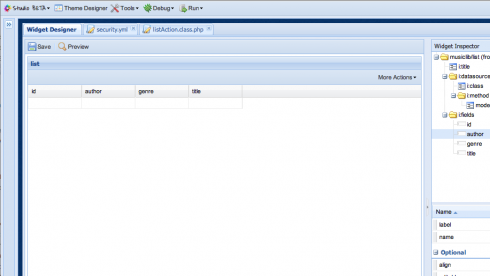 Studio BETA Theme Designer Tools Debug Run
Widget Designer security.yml listAction.class.php
Save Preview
list
More Actions
id author genre title
Widget Inspector
musiclib/list (fro
i:title
i:datasource
i:class
i:method
mode
i:fields
id
author
genre
title
Name
label
name
Optional
align